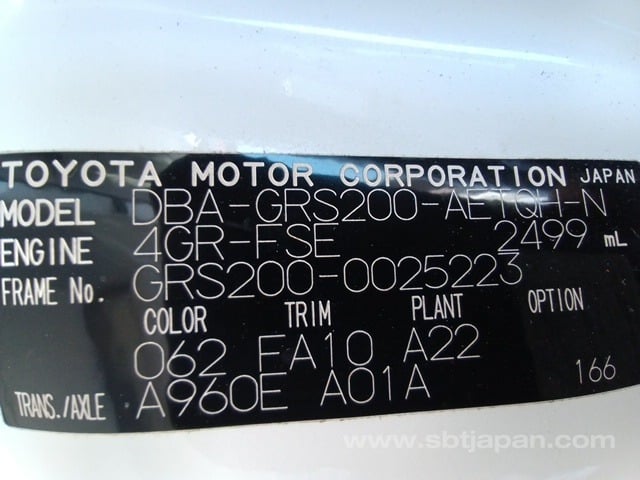 TOYOTA MOTOR CORPORATION JAPAN
MODEL DBA-GRS200-AETQH-N
ENGINE 4GR-FSE 2499 mL
FRAME No. GRS200-0025223
COLOR TRIM PLANT OPTION
062 FA10 A22
TRANS./AXLE A960E A01A 166
www.sbtjapan.com